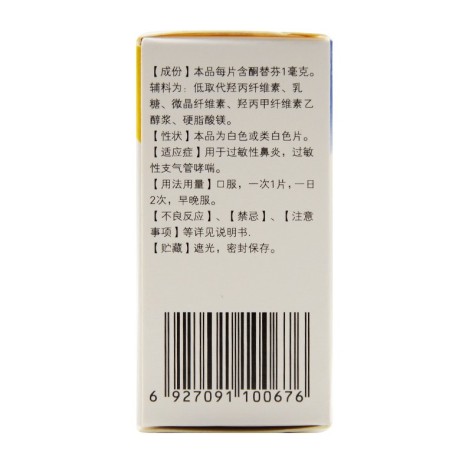 【成份】本品每片含酮替芬1毫克。
辅料为：低取代羟丙纤维素、乳
糖、微晶纤维素、羟丙甲纤维素乙
醇浆、硬脂酸镁。
【性状】本品为白色或类白色片。
【适应症】用于过敏性鼻炎，过敏
性支气管哮喘。
【用法用量】口服，一次1片，一日
2次，早晚服。
【不良反应】、【禁忌】、【注意
事项】等详见说明书.
【贮藏】遮光，密封保存。
6 927091 100676